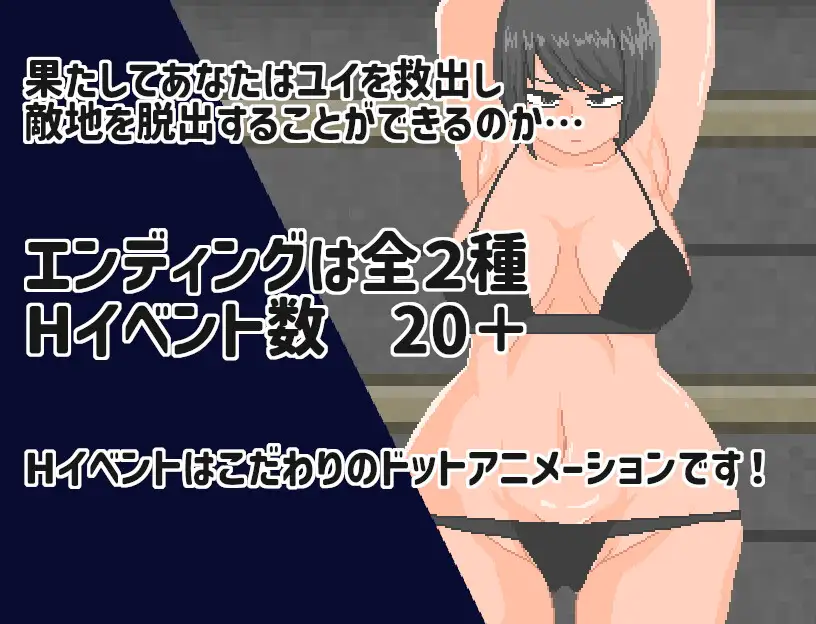 果たしてあなたはユイを救出し
敵地を脱出することができるのか…
エンディングは全２種
Hイベント数　20＋
Hイベントはこだわりのドットアニメーションです！